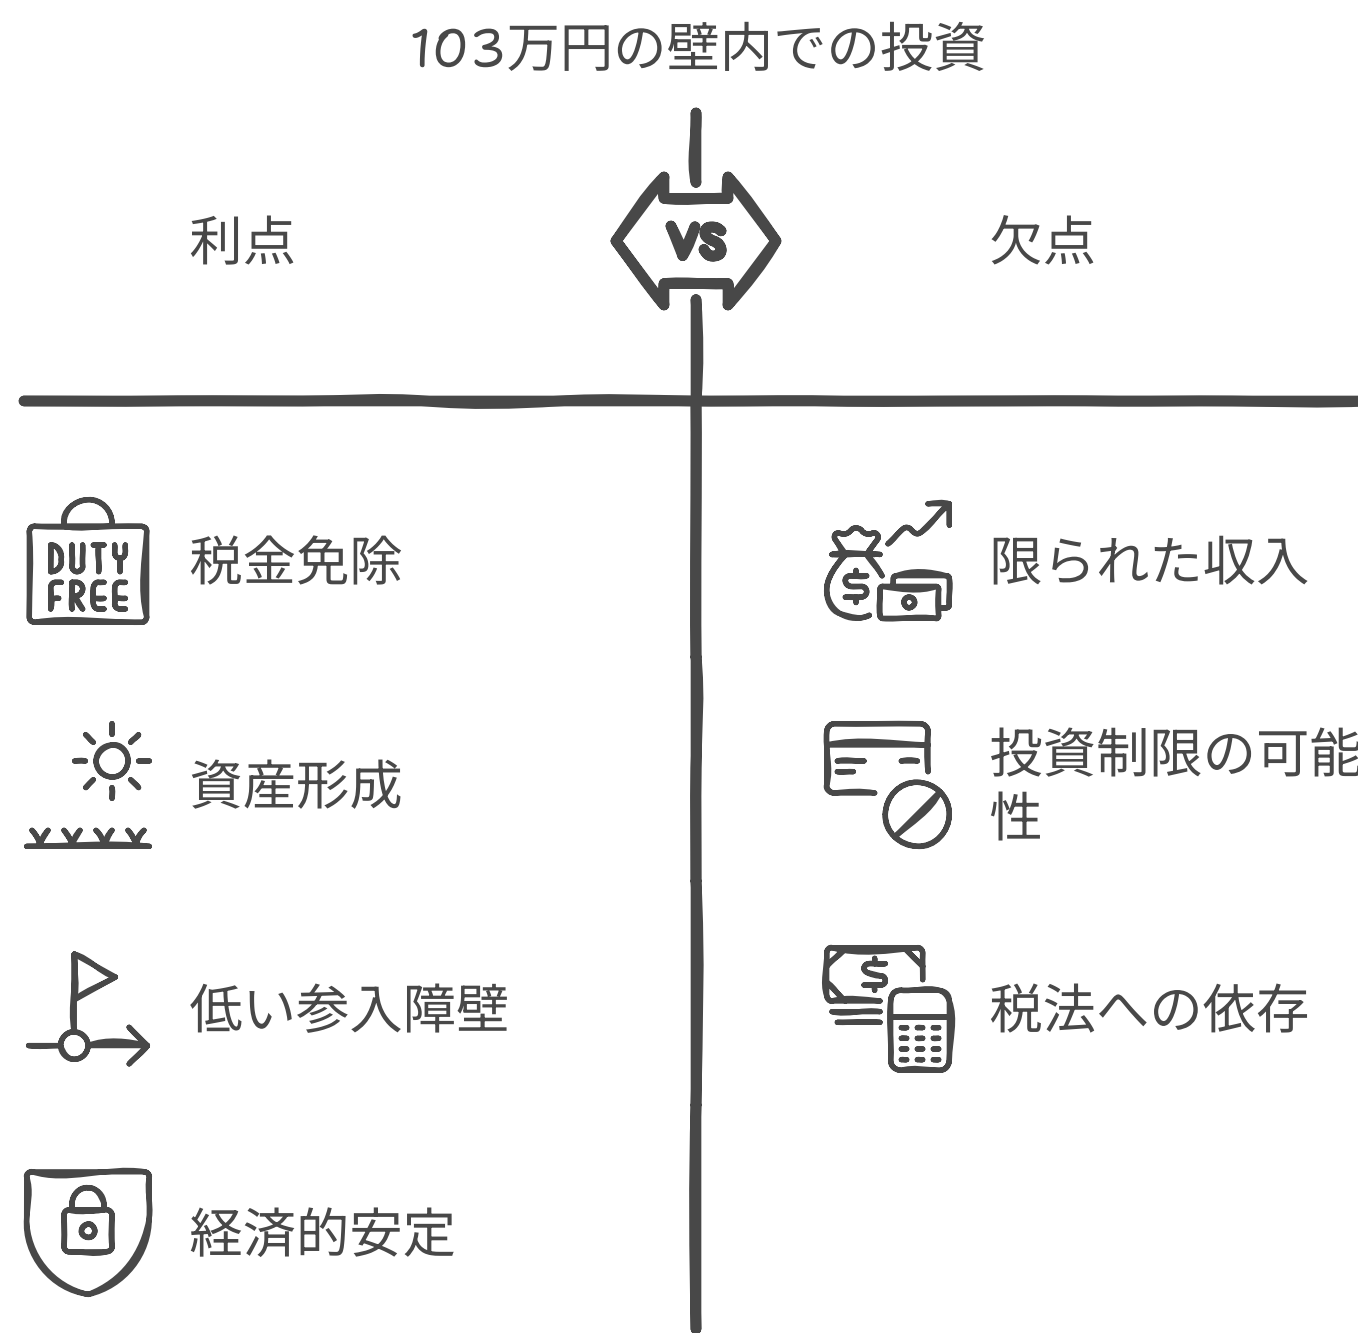 103万円の壁内での投資
利点
VS
欠点
DUTY
FREE
税金免除
資産形成
低い参入障壁
経済的安定
$
限られた収入
投資制限の可能
性
$
税法への依存